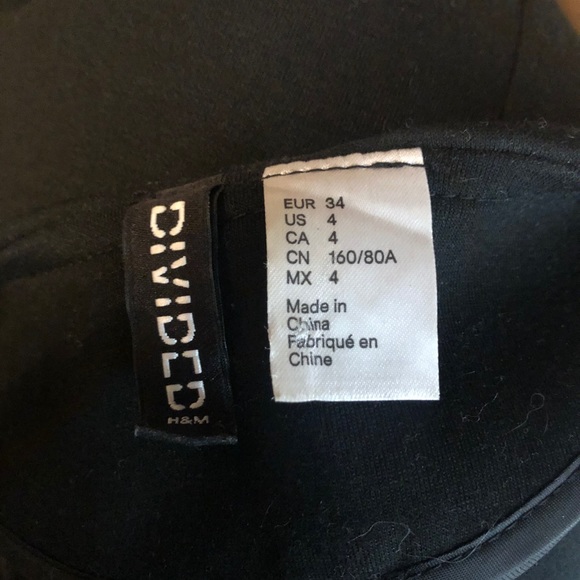 DIVIDED
H&M
EUR 34
US 4
CA 4
CN 160/80A
MX 4
Made in
China
Fabriqué en
Chine